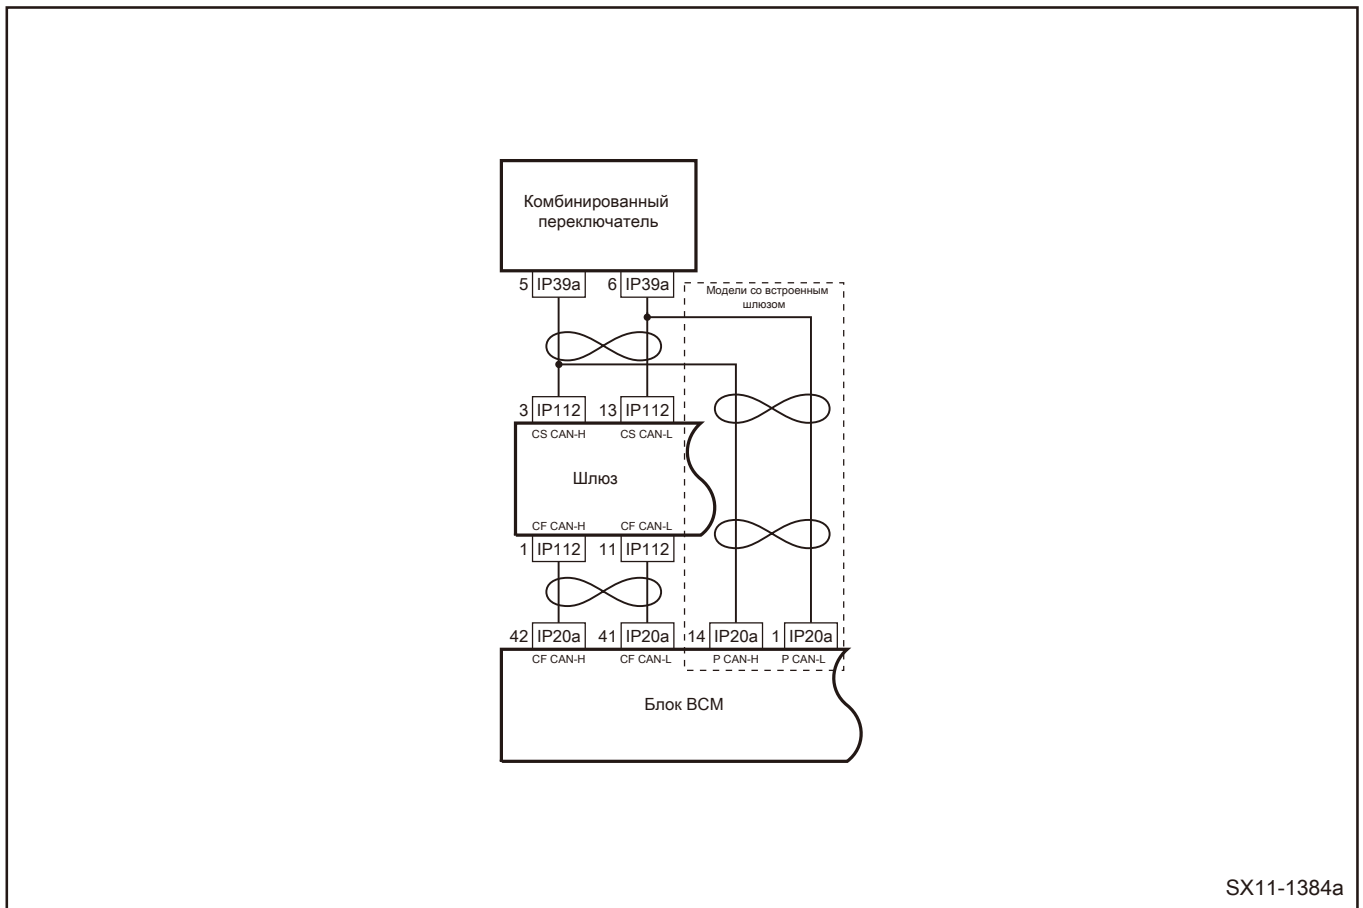 Комбинированный
переключатель
5 IP39a 6 IP39a
Модели со встроенным
шлюзом
3 IP112 13 IP112
CS CAN-H CS CAN-L
Шлюз
CF CAN-H CF CAN-L
1 IP112 11 IP112
42 IP20a 41 IP20a 14 IP20a 1 IP20a
CF CAN-H CF CAN-L P CAN-H P CAN-L
Блок BCM
SX11-1384a